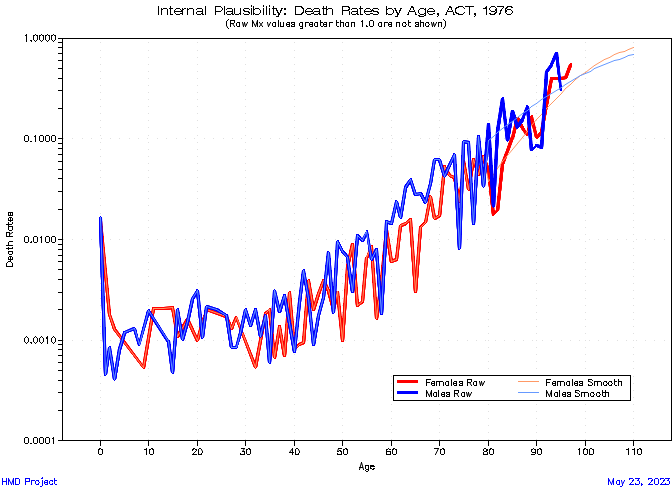 Internal Plausibility: Death Rates by Age, ACT, 1976
(Raw Mx values greater than 1.0 are not shown)
1.0000
0.1000
0.0100
0.0010
0.0001
Death Rates
Females Raw Females Smooth
Males Raw Males Smooth
0 10 20 30 40 50 60 70 80 90 100 110
Age
HMD Project May 23, 2023